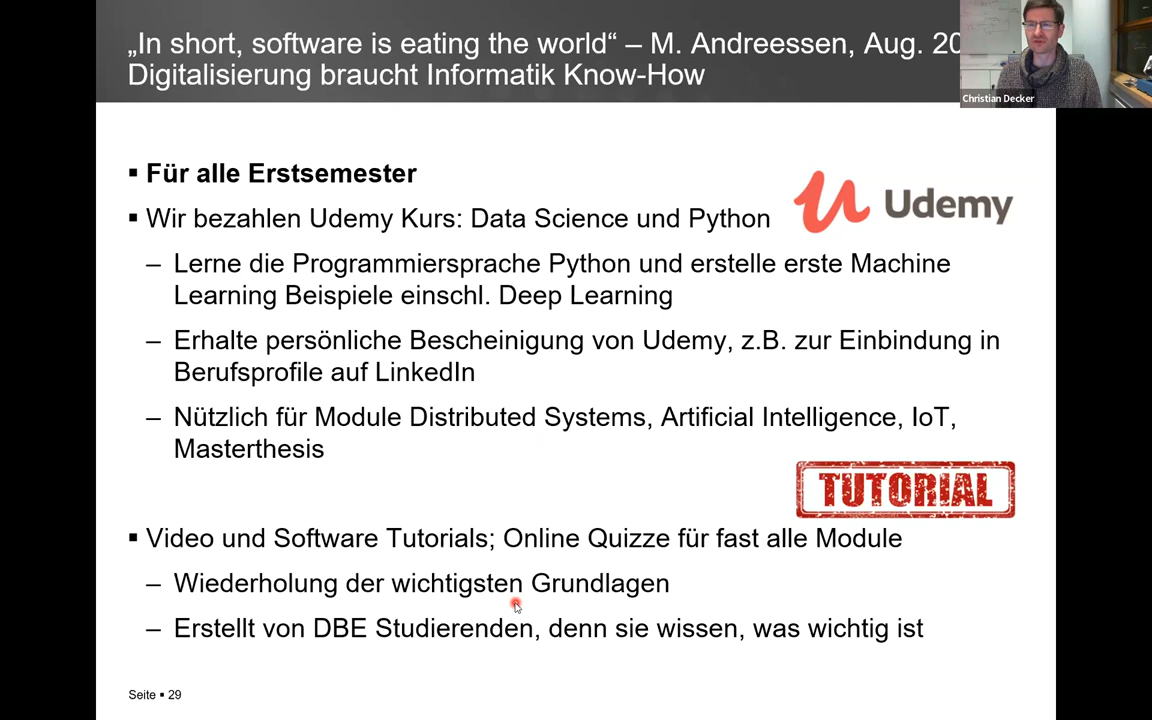 „In short, software is eating the world“ – M. Andreessen, Aug. 20
Digitalisierung braucht Informatik Know-How
Christian Decker
▪ Für alle Erstsemester
▪ Wir bezahlen Udemy Kurs: Data Science und Python
Udemy
– Lerne die Programmiersprache Python und erstelle erste Machine
Learning Beispiele einschl. Deep Learning
– Erhalte persönliche Bescheinigung von Udemy, z.B. zur Einbindung in
Berufsprofile auf LinkedIn
– Nützlich für Module Distributed Systems, Artificial Intelligence, IoT,
Masterthesis
TUTORIAL
▪ Video und Software Tutorials; Online Quizze für fast alle Module
– Wiederholung der wichtigsten Grundlagen
– Erstellt von DBE Studierenden, denn sie wissen, was wichtig ist
Seite ▪ 29